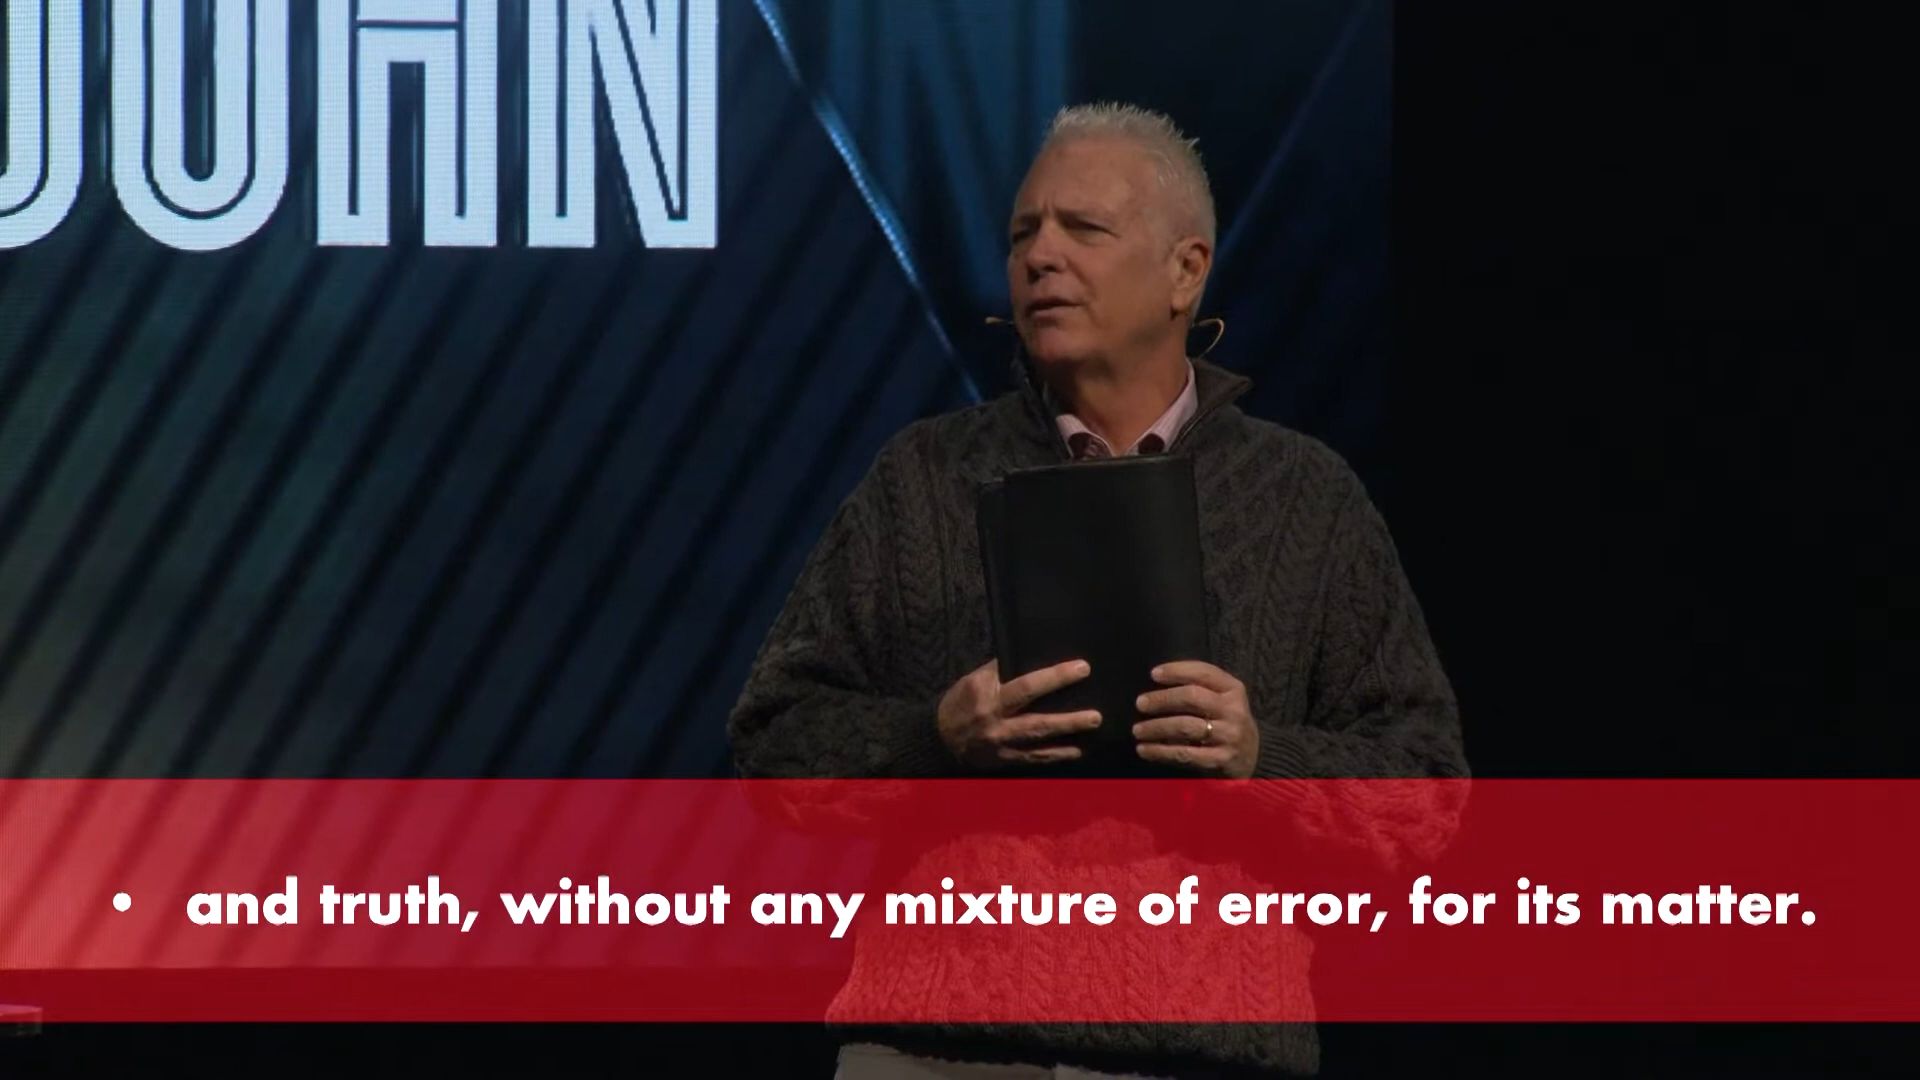 JOHN
• and truth, without any mixture of error, for its matter.